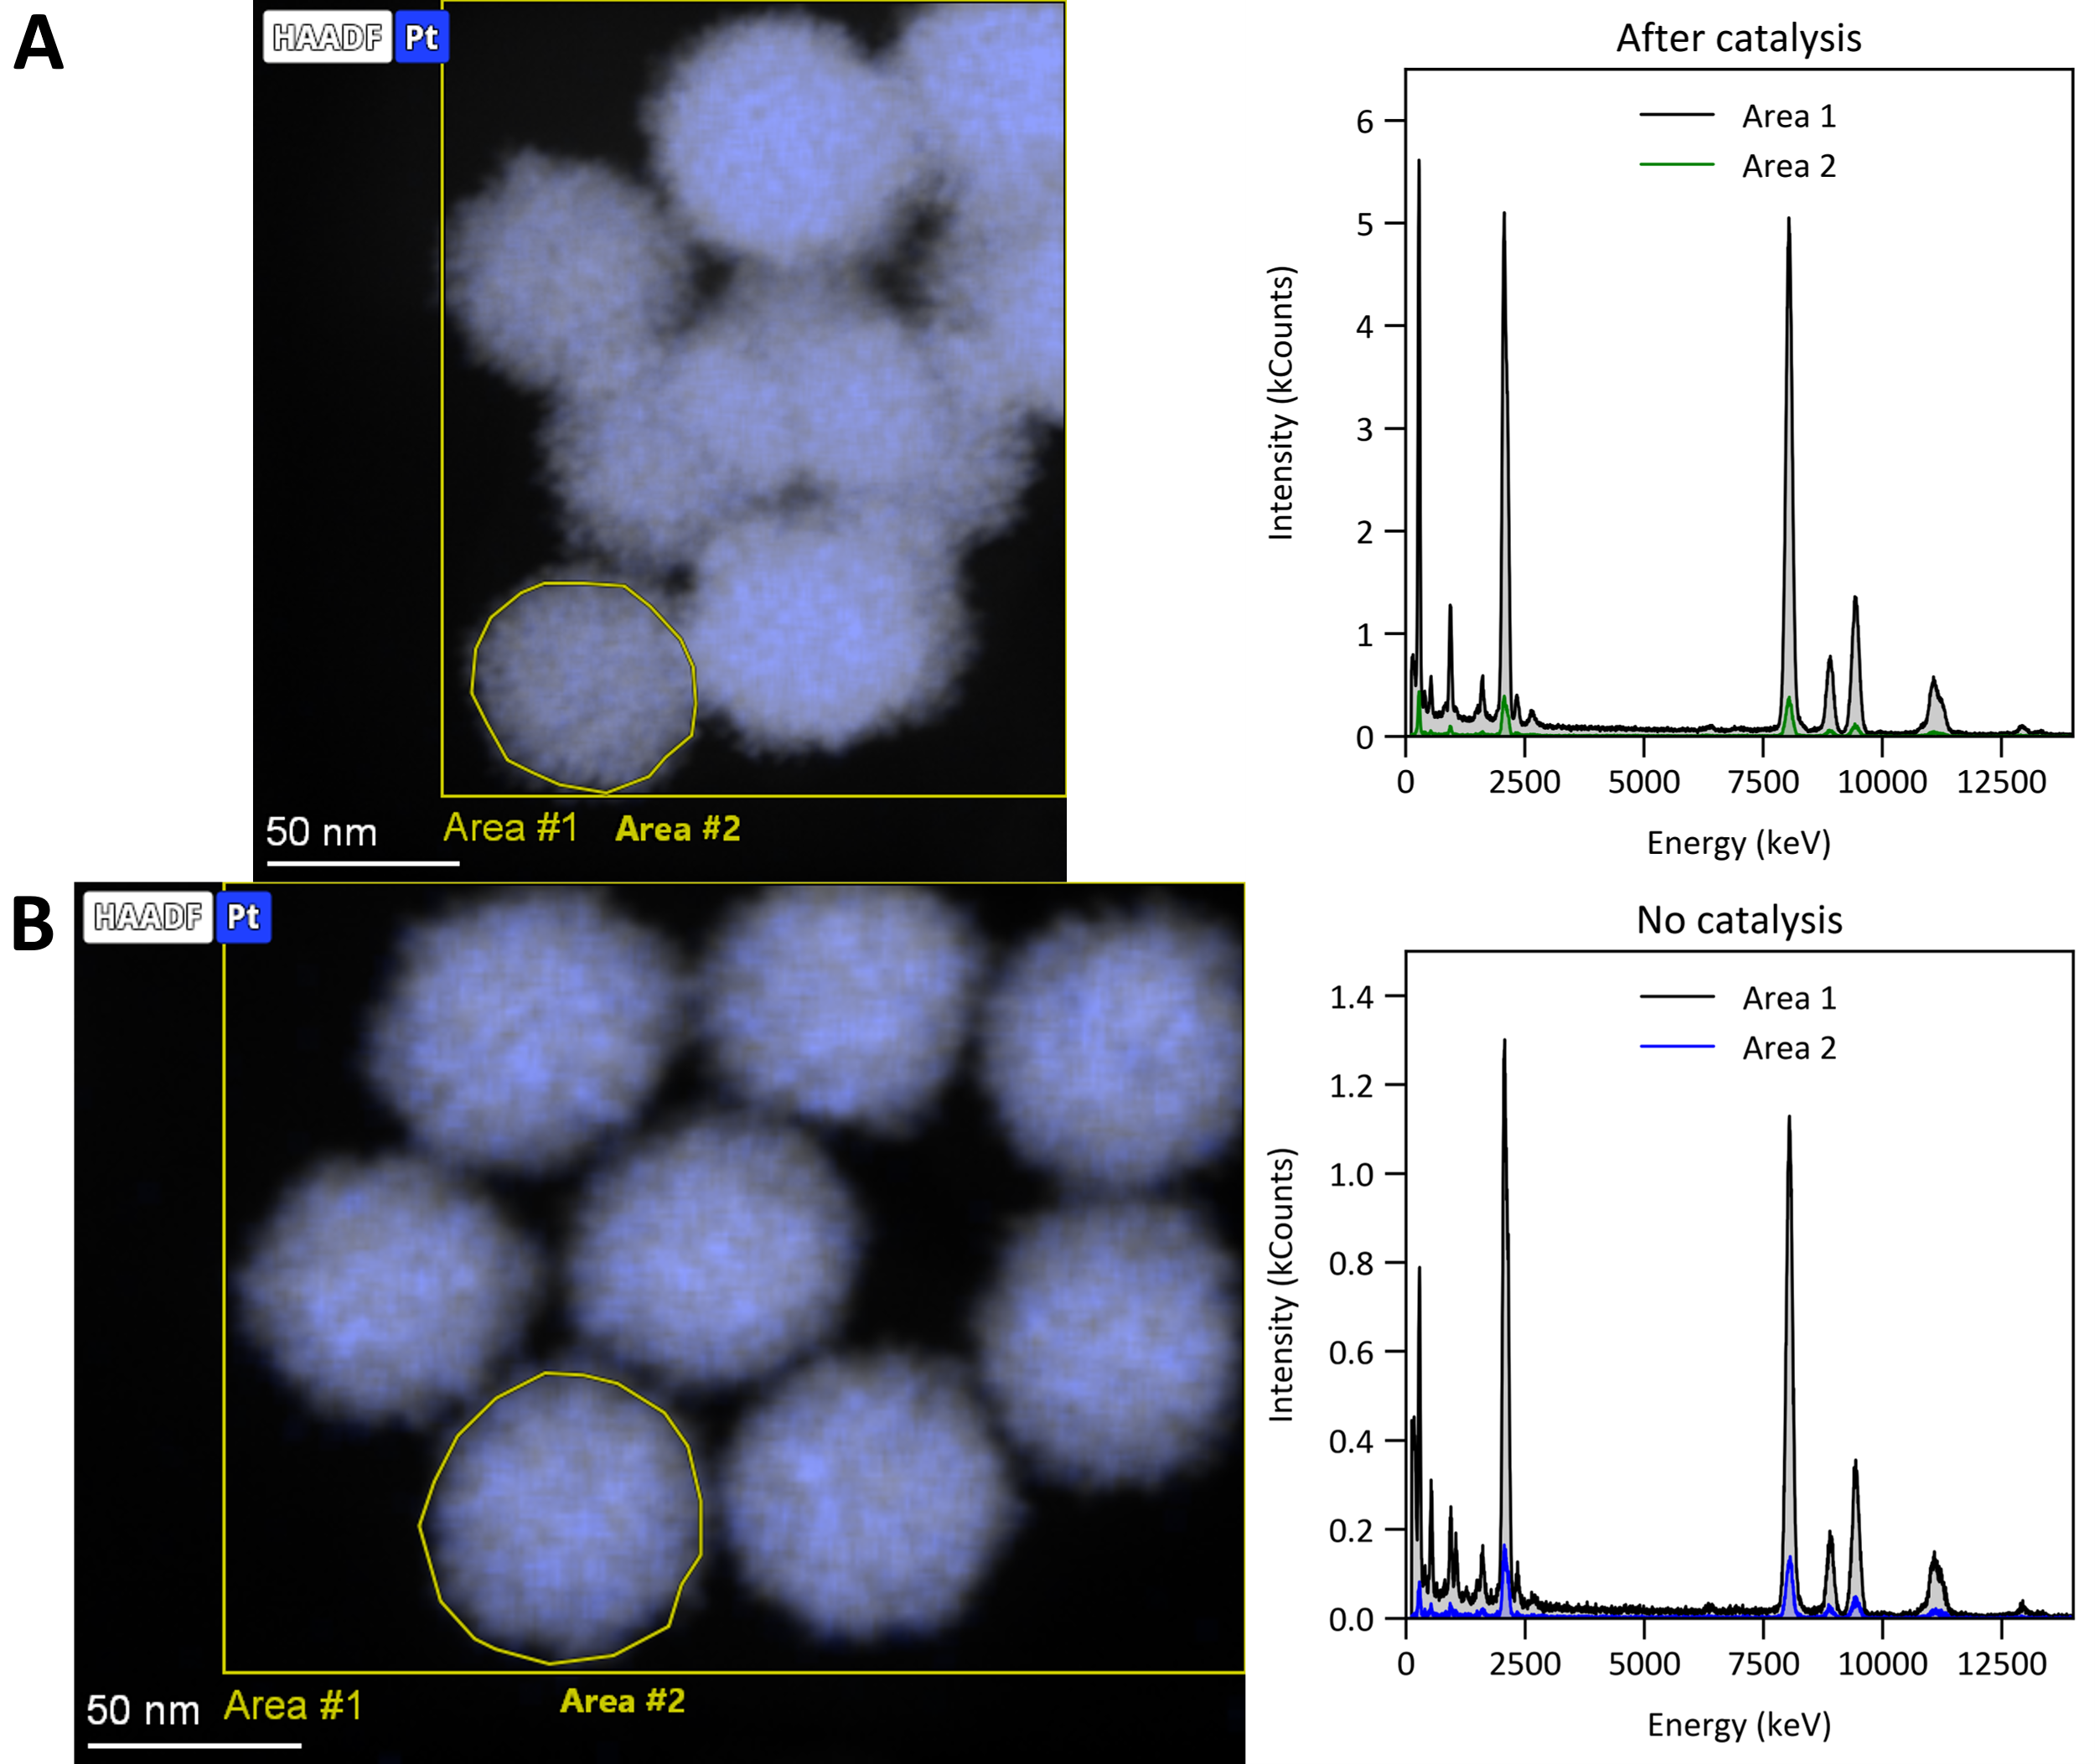 A
HAADF Pt
50 nm
Area #1 Area #2
After catalysis
Area 1
Area 2
Intensity (kCounts)
6
5
4
3
2
1
0
0 2500 5000 7500 10000 12500
Energy (keV)
B
HAADF Pt
50 nm
Area #1 Area #2
No catalysis
Area 1
Area 2
Intensity (kCounts)
1.4
1.2
1.0
0.8
0.6
0.4
0.2
0.0
0 2500 5000 7500 10000 12500
Energy (keV)